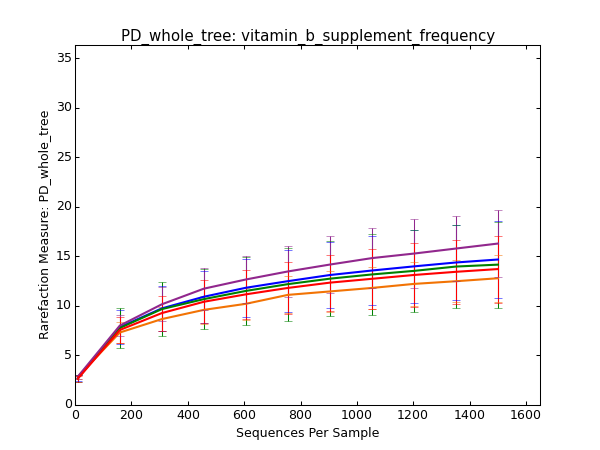 PD_whole_tree: vitamin_b_supplement_frequency
Rarefaction Measure: PD_whole_tree
35
30
25
20
15
10
5
0
0 200 400 600 800 1000 1200 1400 1600
Sequences Per Sample